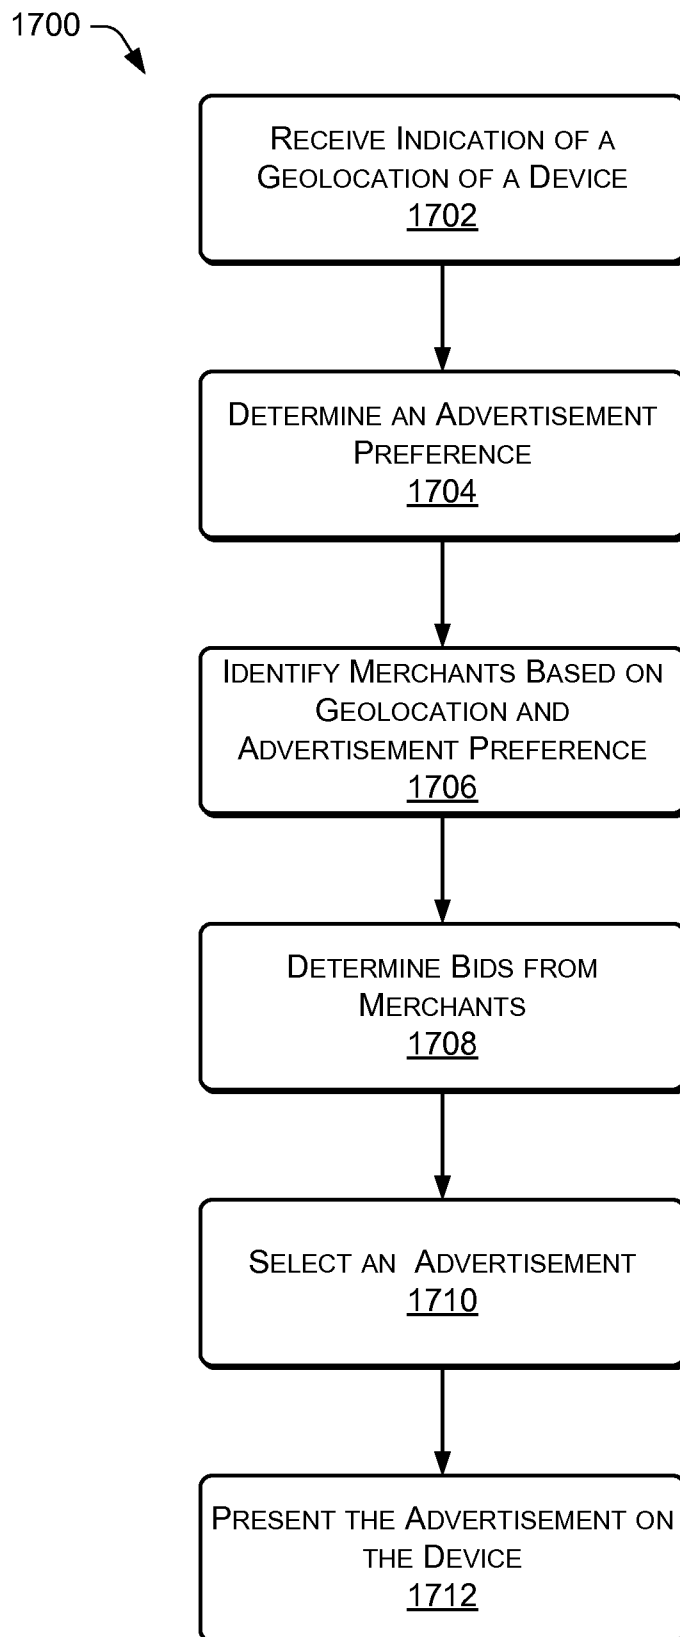 1700
RECEIVE INDICATION OF A
GEOLOCATION OF A DEVICE
1702
DETERMINE AN ADVERTISEMENT
PREFERENCE
1704
IDENTIFY MERCHANTS BASED ON
GEOLOCATION AND
ADVERTISEMENT PREFERENCE
1706
DETERMINE BIDS FROM
MERCHANTS
1708
SELECT AN ADVERTISEMENT
1710
PRESENT THE ADVERTISEMENT ON
THE DEVICE
1712